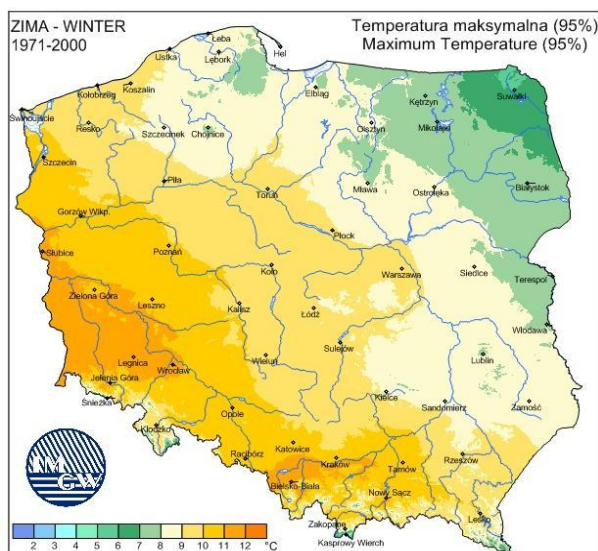 ZIMA - WINTER
1971-2000
Temperatura maksymalna (95%)
Maximum Temperature (95%)
Łeba
Hel
Ustka
Lębork
Koszalin
Kołobrzeg
Elbląg
Kętrzyn
Suwałki
Świnoujście
Resko
Szczecinek
Chojnice
Olsztyn
Mikołajki
Szczecin
Piła
Toruń
Mława
Ostrołęka
Białystok
Gorzów Wlkp.
Płock
Słubice
Poznań
Koło
Warszawa
Siedlce
Terespol
Zielona Góra
Leszno
Kalisz
Łódź
Włodawa
Legnica
Wrocław
Wieluń
Sulejów
Lublin
Jelenia Góra
Śnieżka
Opole
Kielce
Sandomierz
Zamość
Kłodzko
Racibórz
Katowice
Kraków
Tarnów
Rzeszów
Bielsko-Biała
Nowy Sącz
Lesko
Zakopane
Kasprowy Wierch
IM
GW
2 3 4 5 6 7 8 9 10 11 12 °C